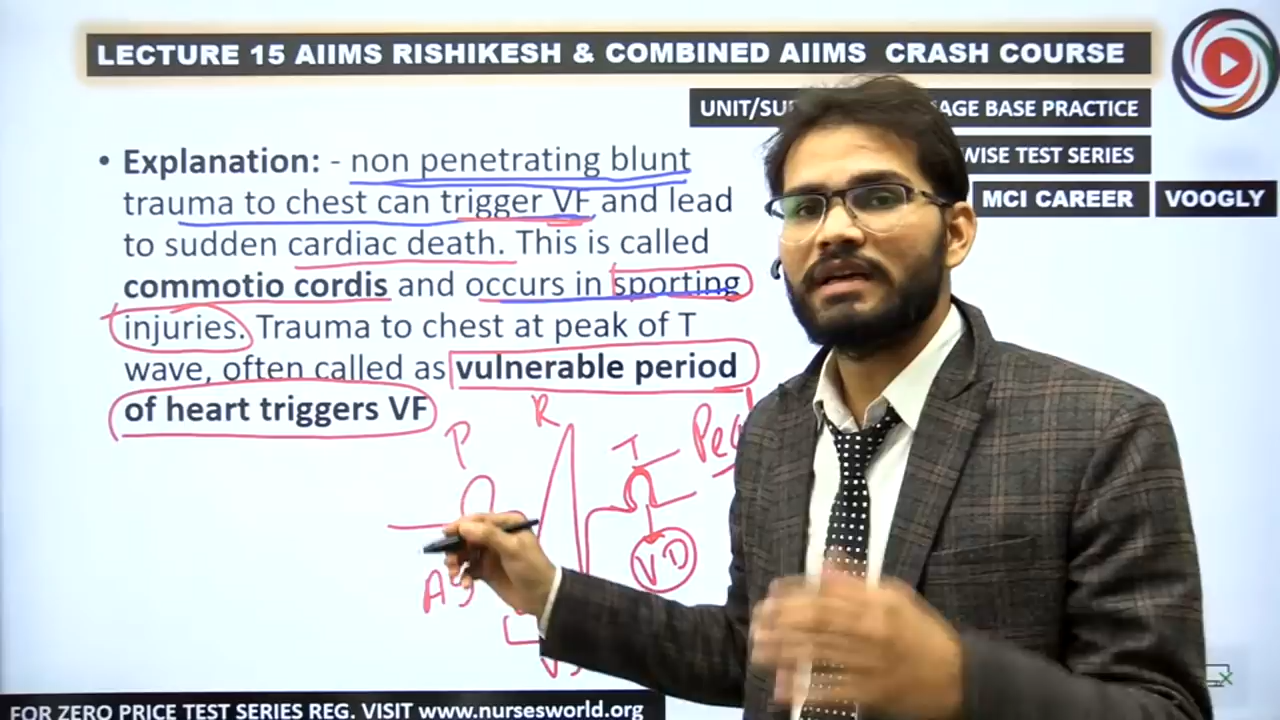 LECTURE 15 AIIMS RISHIKESH & COMBINED AIIMS CRASH COURSE
UNIT/SU AGE BASE PRACTICE
WISE TEST SERIES
MCI CAREER VOOGLY
• Explanation: - non penetrating blunt
trauma to chest can trigger VF and lead
to sudden cardiac death. This is called
commotio cordis and occurs in sporting
injuries. Trauma to chest at peak of T
wave, often called as vulnerable period
of heart triggers VF
P R T Pea
VD
AS
VS
FOR ZERO PRICE TEST SERIES REG. VISIT www.nursesworld.org